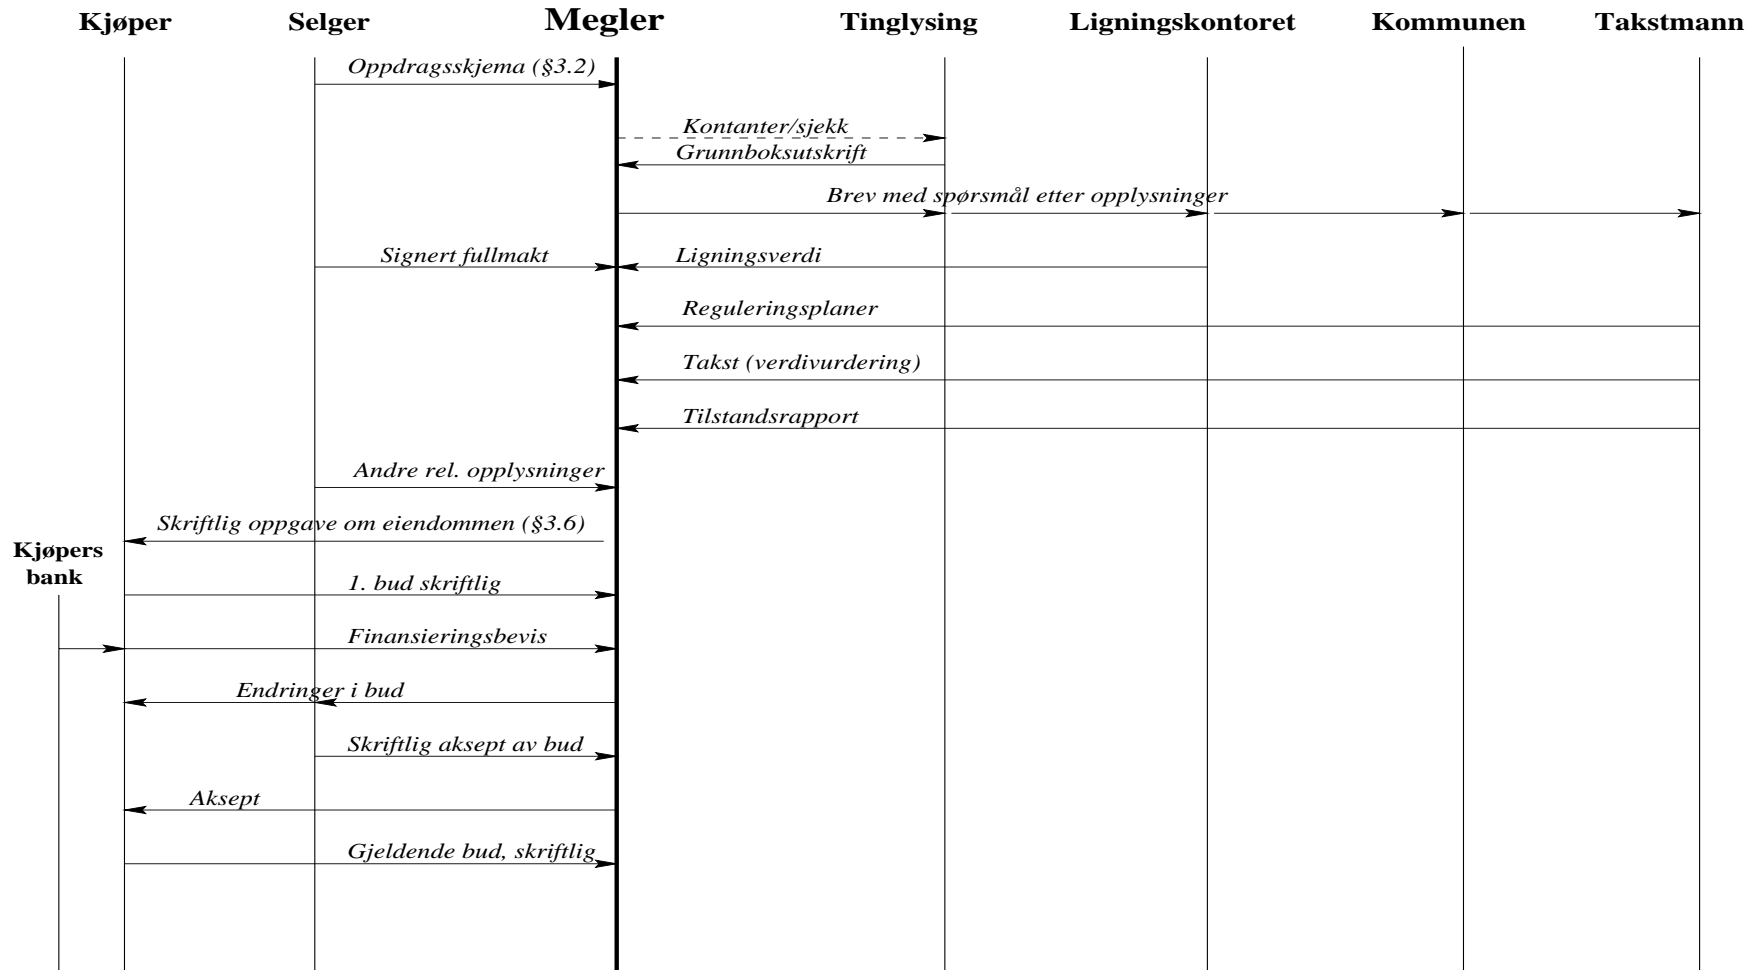 Kjøper Selger Megler Tinglysing Ligningskontoret Kommunen Takstmann
Oppdragsskjema (§3.2)
Kontanter/sjekk
Grunnboksutskrift
Brev med spørsmål etter opplysninger
Signert fullmakt Ligningsverdi
Reguleringsplaner
Takst (verdivurdering)
Tilstandsrapport
Andre rel. opplysninger
Skriftlig oppgave om eiendommen (§3.6)
Kjøpers
bank
1. bud skriftlig
Finansieringsbevis
Endringer i bud
Skriftlig aksept av bud
Aksept
Gjeldende bud, skriftlig